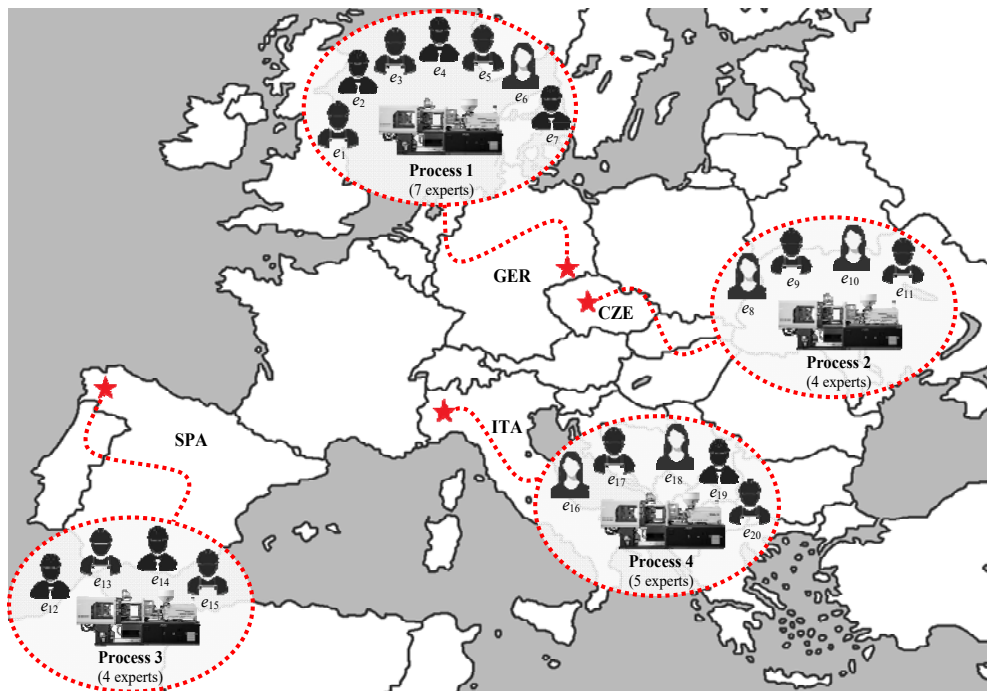 e1
e2
e3
e4
e5
e6
e7
Process 1
(7 experts)
GER
CZE
e8
e9
e10
e11
Process 2
(4 experts)
SPA
ITA
e12
e13
e14
e15
Process 3
(4 experts)
e16
e17
e18
e19
e20
Process 4
(5 experts)